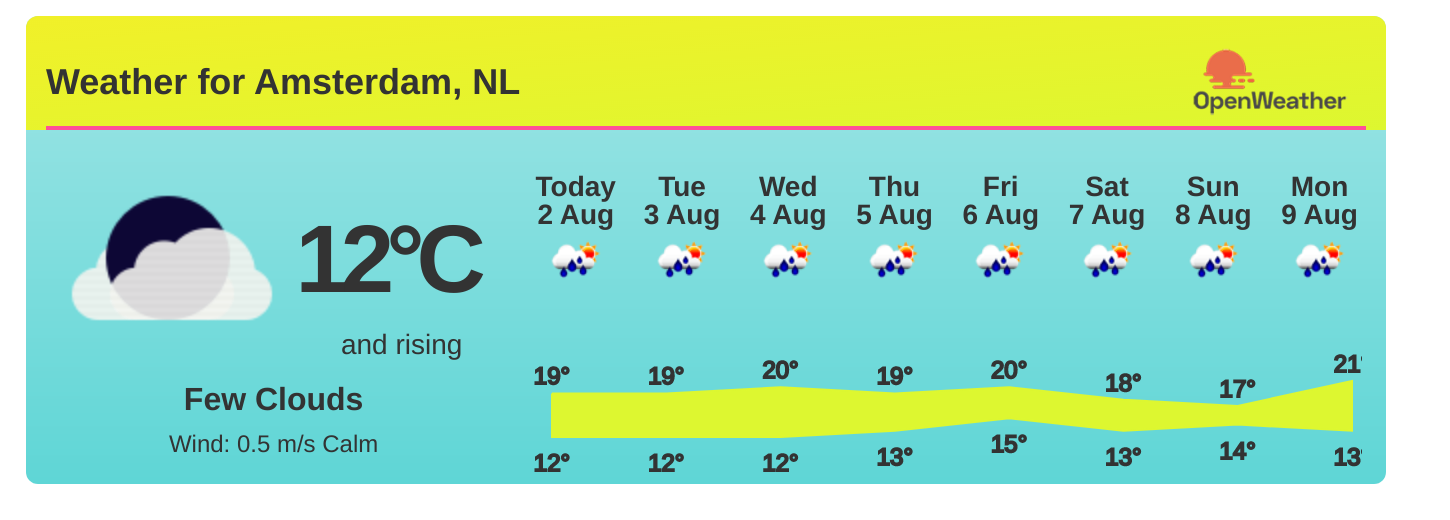 Weather for Amsterdam, NL
OpenWeather
12°C
and rising
Few Clouds
Wind: 0.5 m/s Calm
Today Tue Wed Thu Fri Sat Sun Mon
2 Aug 3 Aug 4 Aug 5 Aug 6 Aug 7 Aug 8 Aug 9 Aug
19° 19° 20° 19° 20° 18° 17° 21°
12° 12° 12° 13° 15° 13° 14° 13°